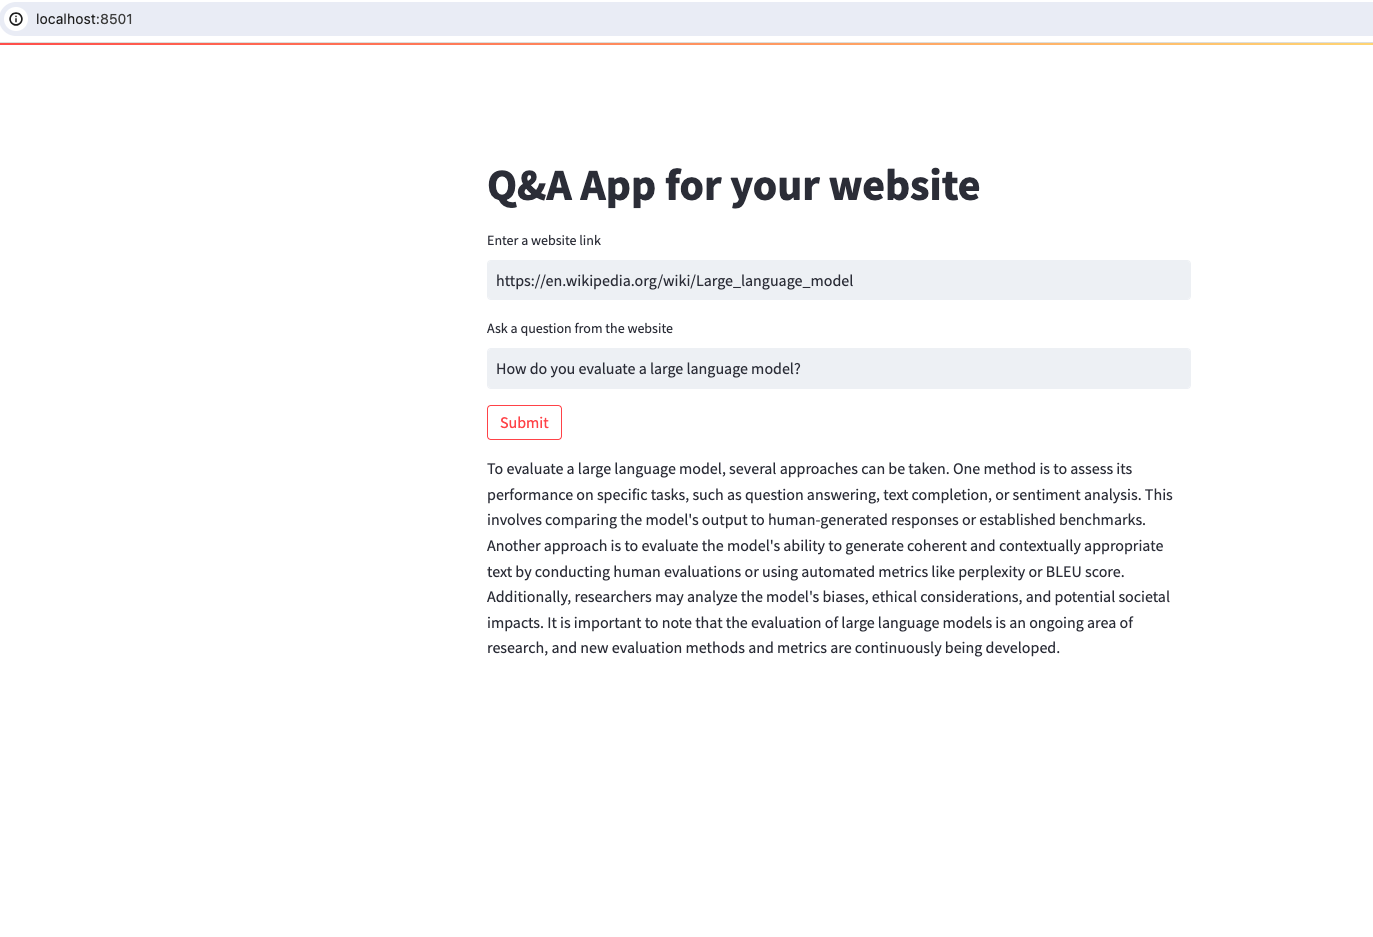 localhost:8501
Q&A App for your website
Enter a website link
https://en.wikipedia.org/wiki/Large_language_model
Ask a question from the website
How do you evaluate a large language model?
Submit
To evaluate a large language model, several approaches can be taken. One method is to assess its
performance on specific tasks, such as question answering, text completion, or sentiment analysis. This
involves comparing the model's output to human-generated responses or established benchmarks.
Another approach is to evaluate the model's ability to generate coherent and contextually appropriate
text by conducting human evaluations or using automated metrics like perplexity or BLEU score.
Additionally, researchers may analyze the model's biases, ethical considerations, and potential societal
impacts. It is important to note that the evaluation of large language models is an ongoing area of
research, and new evaluation methods and metrics are continuously being developed.